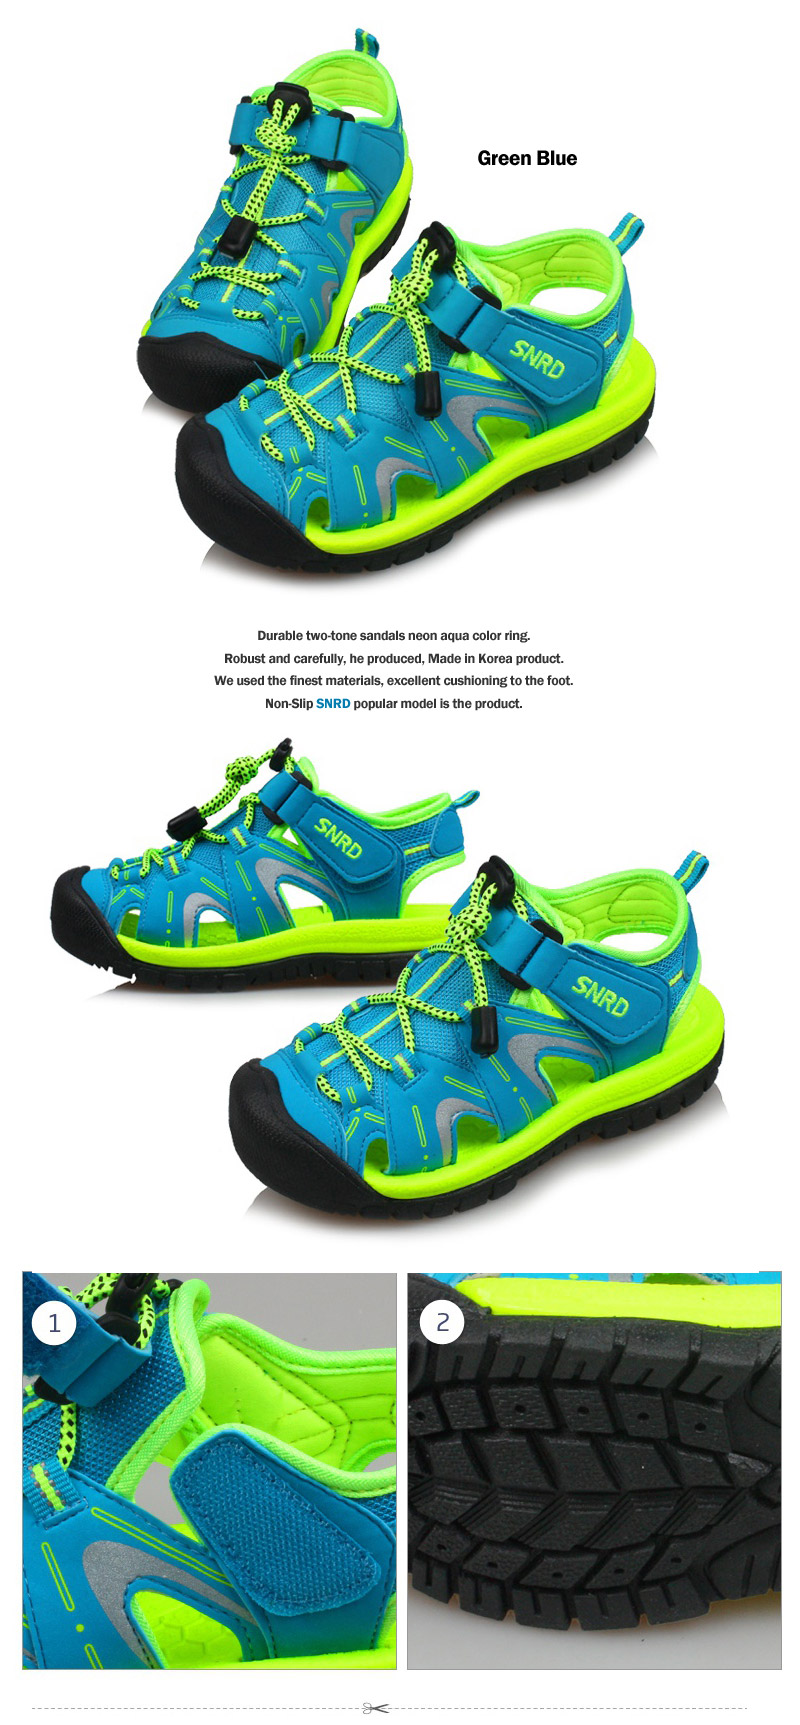 Green Blue
SNRD
Durable two-tone sandals neon aqua color ring.
Robust and carefully, he produced, Made in Korea product.
We used the finest materials, excellent cushioning to the foot.
Non-Slip SNRD popular model is the product.
SNRD
SNRD
1
2